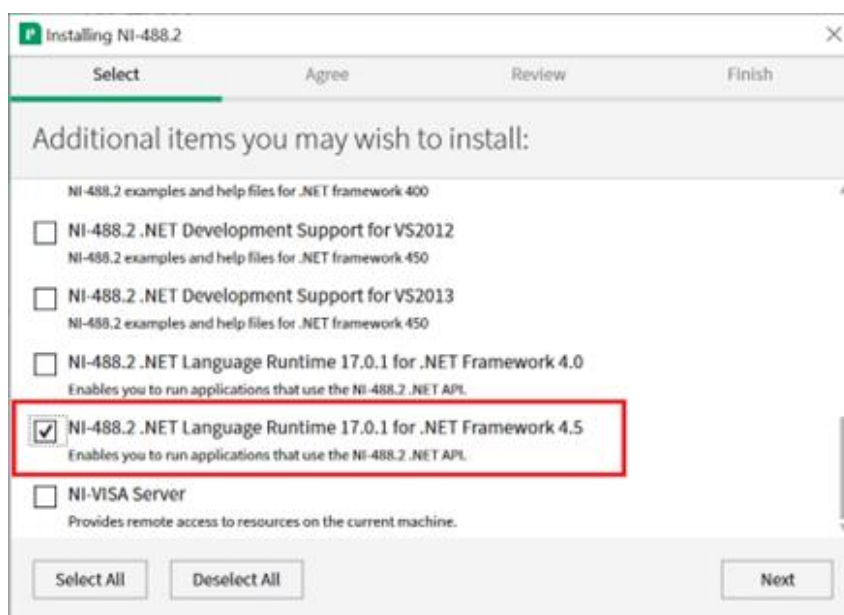 Installing NI-488.2
Select Agree Review Finish
Additional items you may wish to install:
NI-488.2 examples and help files for .NET framework 400
NI-488.2 .NET Development Support for VS2012
NI-488.2 examples and help files for .NET framework 450
NI-488.2 .NET Development Support for VS2013
NI-488.2 examples and help files for .NET framework 450
NI-488.2 .NET Language Runtime 17.0.1 for .NET Framework 4.0
Enables you to run applications that use the NI-488.2 .NET API.
NI-488.2 .NET Language Runtime 17.0.1 for .NET Framework 4.5
Enables you to run applications that use the NI-488.2 .NET API.
NI-VISA Server
Provides remote access to resources on the current machine.
Select All Deselect All Next